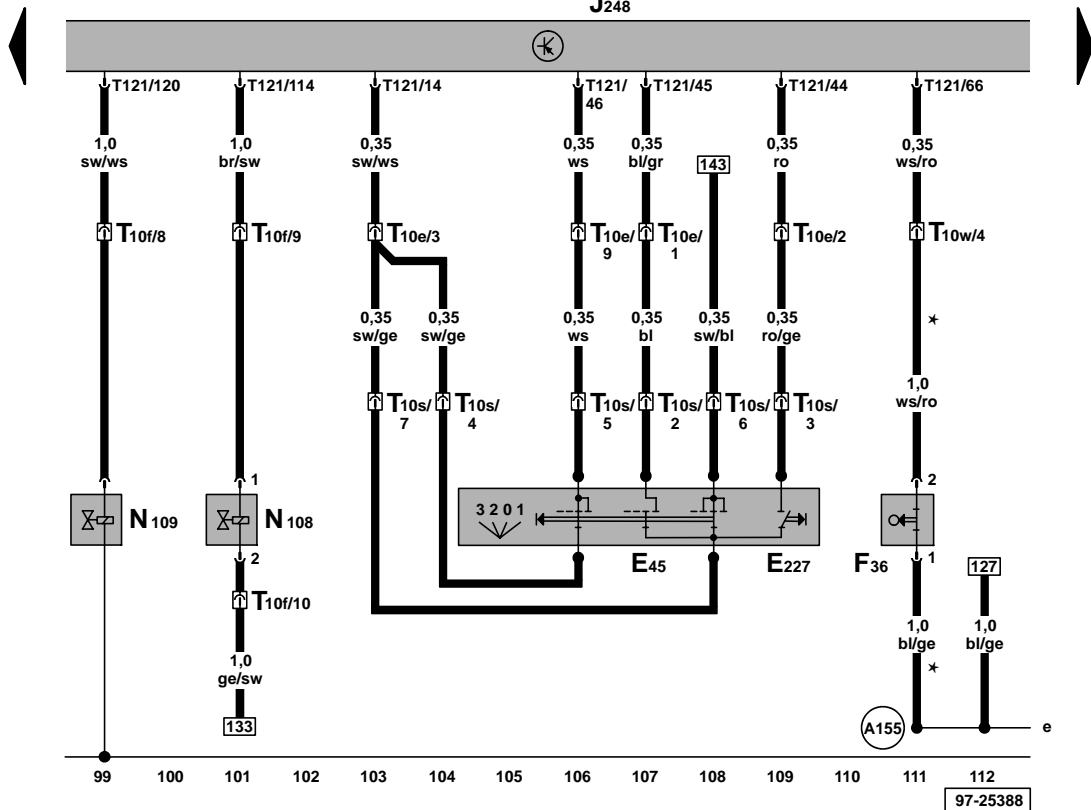 J248
T121/120 T121/114 T121/14 T121/46 T121/45 T121/44 T121/66
1,0 sw/ws
1,0 br/sw
0,35 sw/ws
0,35 ws
0,35 bl/gr
143
0,35 ro
0,35 ws/ro
T10f/8 T10f/9 T10e/3 T10e/9 T10e/1 T10e/2 T10w/4
0,35 sw/ge
0,35 sw/ge
0,35 ws
0,35 bl
0,35 sw/bl
0,35 ro/ge
★
1,0 ws/ro
T10s/7 T10s/4 T10s/5 T10s/2 T10s/6 T10s/3
1 2
3 2 0 1
N109 N108 E45 E227 F36
2 1 127
T10f/10
1,0 ge/sw
1,0 bl/ge
★
1,0 bl/ge
133
A155 e
99 100 101 102 103 104 105 106 107 108 109 110 111 112
97-25388